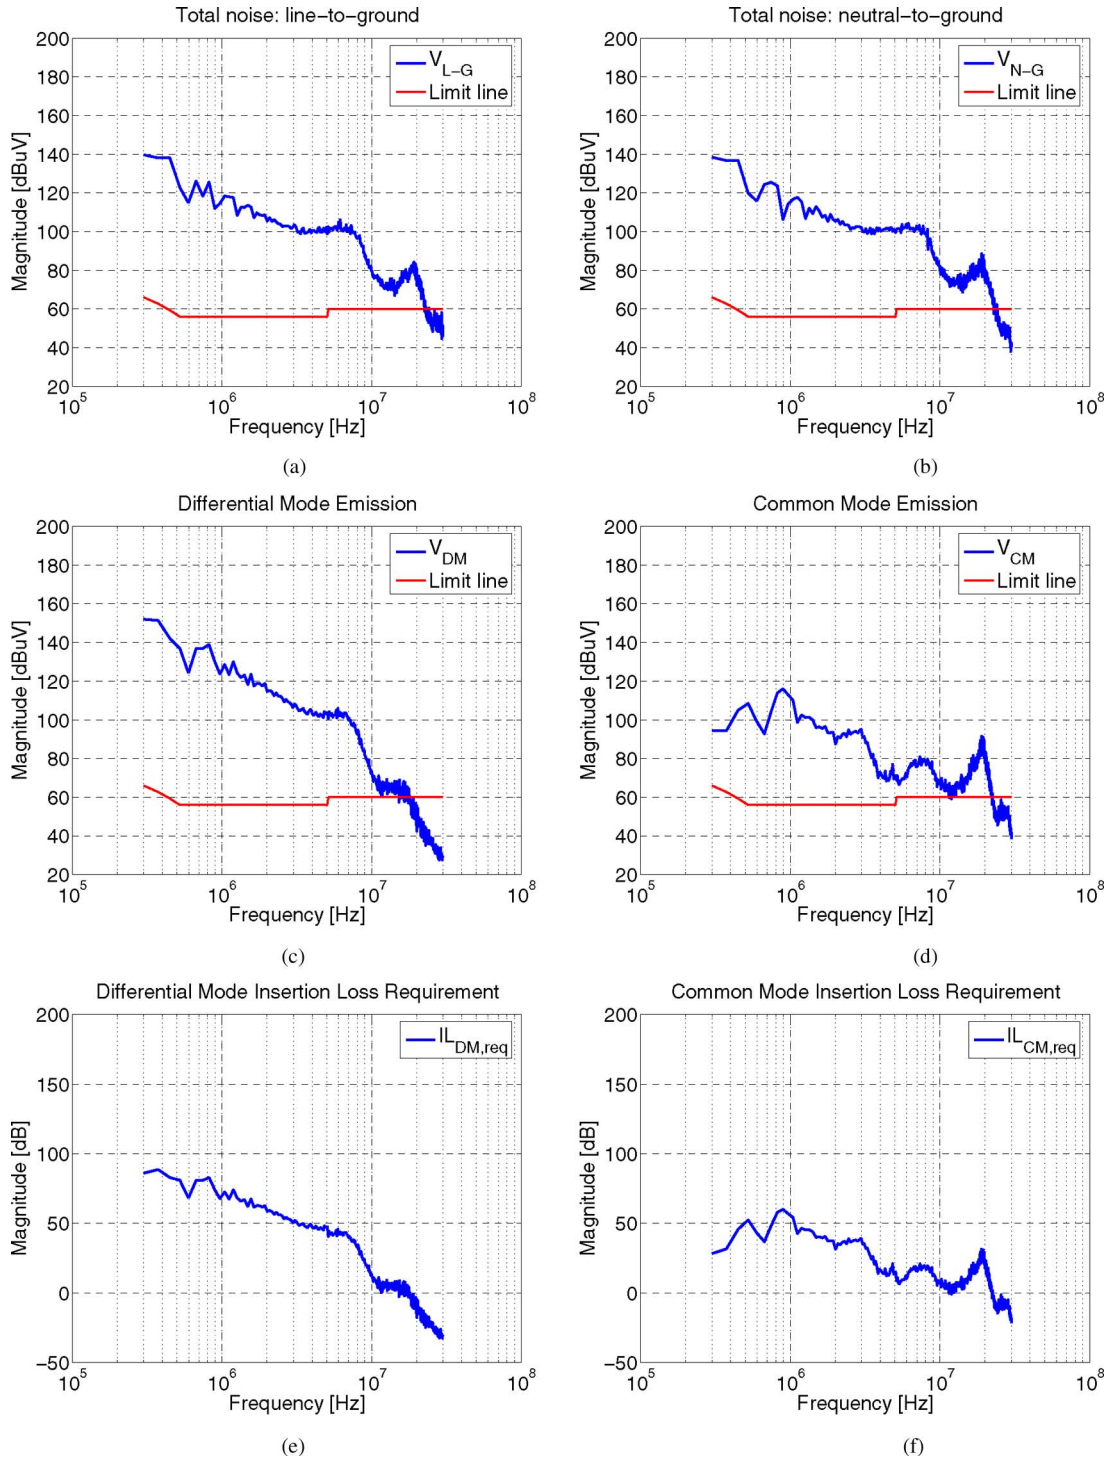 Total noise: line−to−ground
V_{L−G}
Limit line
Magnitude [dBuV]
200
180
160
140
120
100
80
60
40
20
10^5
10^6
10^7
10^8
Frequency [Hz]
(a)
Total noise: neutral−to−ground
V_{N−G}
Limit line
Magnitude [dBuV]
200
180
160
140
120
100
80
60
40
20
10^5
10^6
10^7
10^8
Frequency [Hz]
(b)
Differential Mode Emission
V_{DM}
Limit line
Magnitude [dBuV]
200
180
160
140
120
100
80
60
40
20
10^5
10^6
10^7
10^8
Frequency [Hz]
(c)
Common Mode Emission
V_{CM}
Limit line
Magnitude [dBuV]
200
180
160
140
120
100
80
60
40
20
10^5
10^6
10^7
10^8
Frequency [Hz]
(d)
Differential Mode Insertion Loss Requirement
IL_{DM,req}
Magnitude [dB]
200
150
100
50
0
−50
10^5
10^6
10^7
10^8
Frequency [Hz]
(e)
Common Mode Insertion Loss Requirement
IL_{CM,req}
Magnitude [dB]
200
150
100
50
0
−50
10^5
10^6
10^7
10^8
Frequency [Hz]
(f)